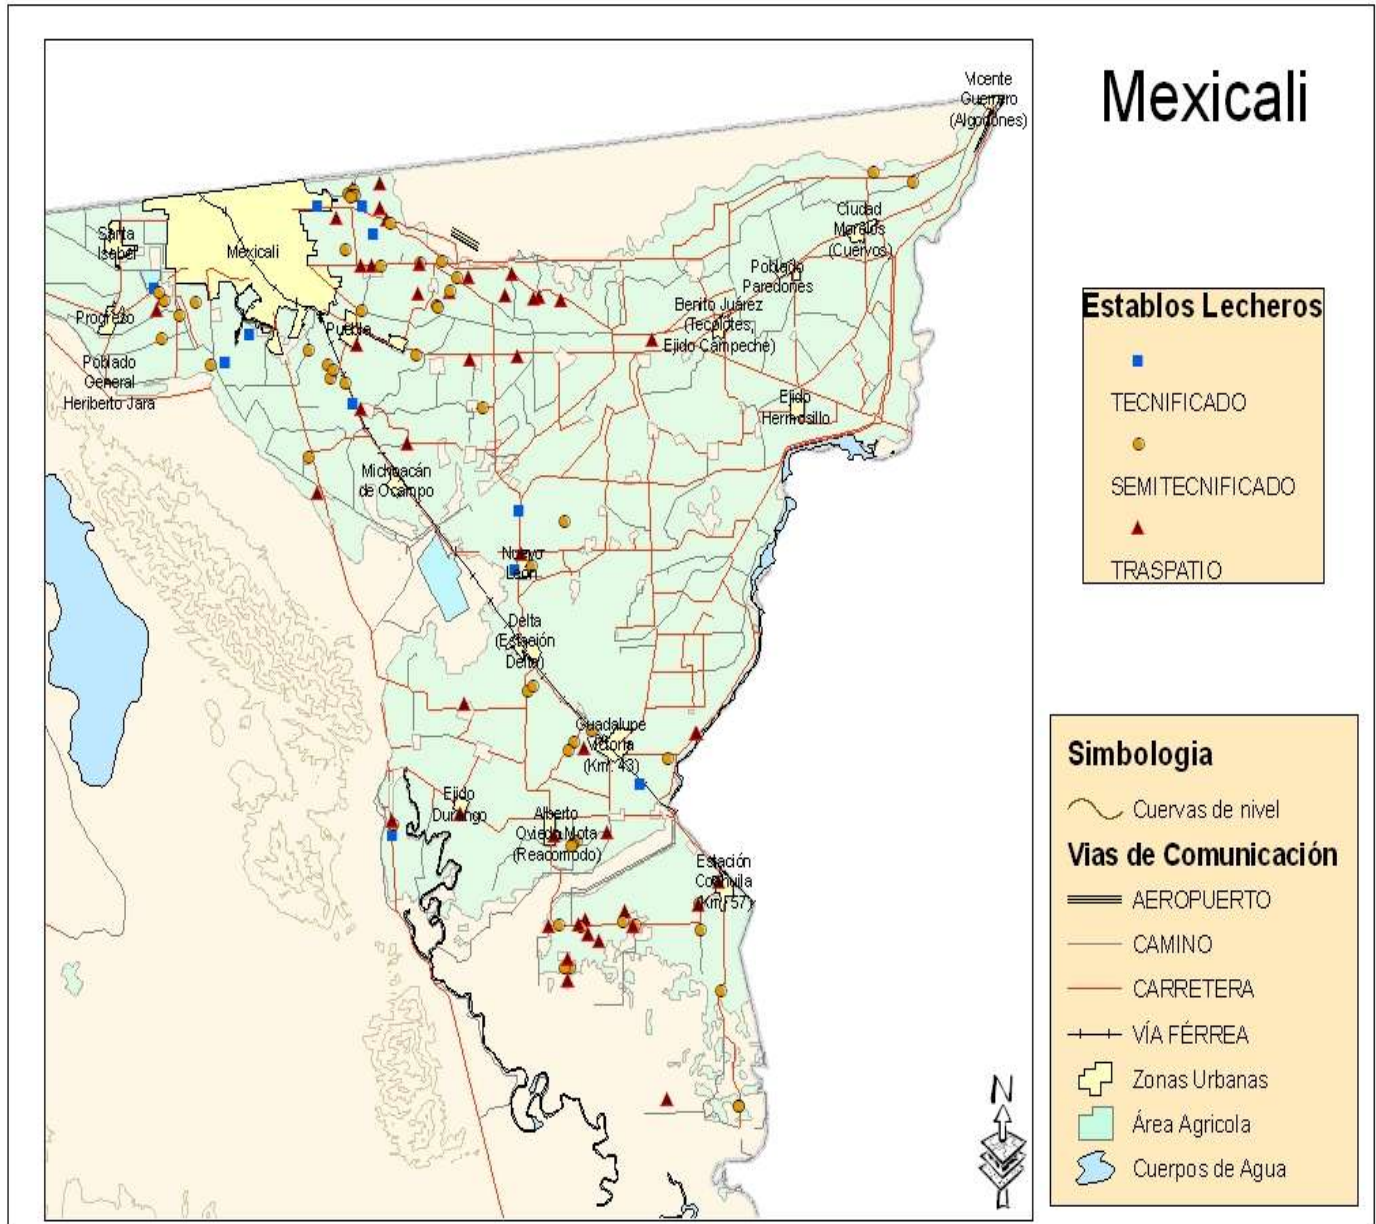 Mexicali
Vicente
Guerrero
(Algodones)
Ciudad
Morelos
(Cuervos)
Santa
Isabel
Mexicali
Poblado
Paredones
Benito Juárez
(Tecolotes,
Ejido Campeche)
Progreso
Puebla
Poblado
General
Heriberto Jara
Ejido
Hermosillo
Michoacán
de Ocampo
Nuevo
León
Delta
(Estación
Delta)
Guadalupe
Victoria
(Km. 43)
Ejido
Durango
Alberto
Oviedo Mota
(Reacomodo)
Estación
Coahuila
(Km. 57)
N
Establos Lecheros
TECNIFICADO
SEMITECNIFICADO
TRASPATIO
Simbologia
Cuervas de nivel
Vias de Comunicación
AEROPUERTO
CAMINO
CARRETERA
VÍA FÉRREA
Zonas Urbanas
Área Agricola
Cuerpos de Agua